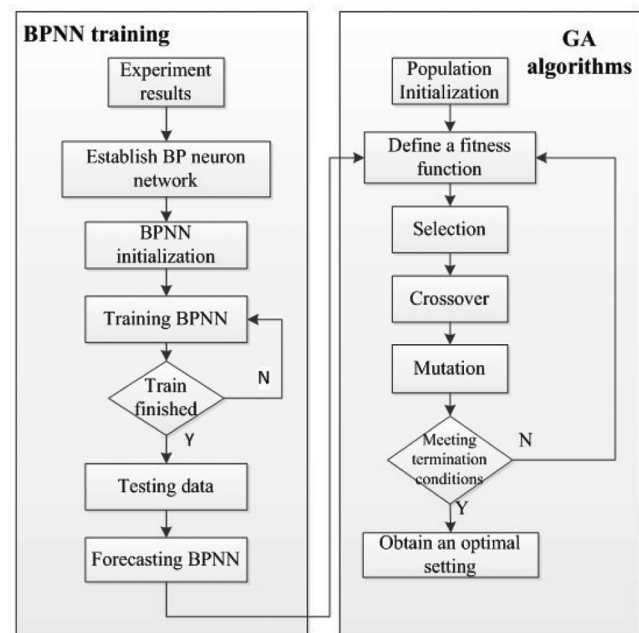 BPNN training
Experiment
results
Establish BP neuron
network
BPNN
initialization
Training BPNN
N
Train
finished
Y
Testing data
Forecasting BPNN
GA
algorithms
Population
Initialization
Define a fitness
function
Selection
Crossover
Mutation
Meeting
termination
conditions
N
Y
Obtain an optimal
setting